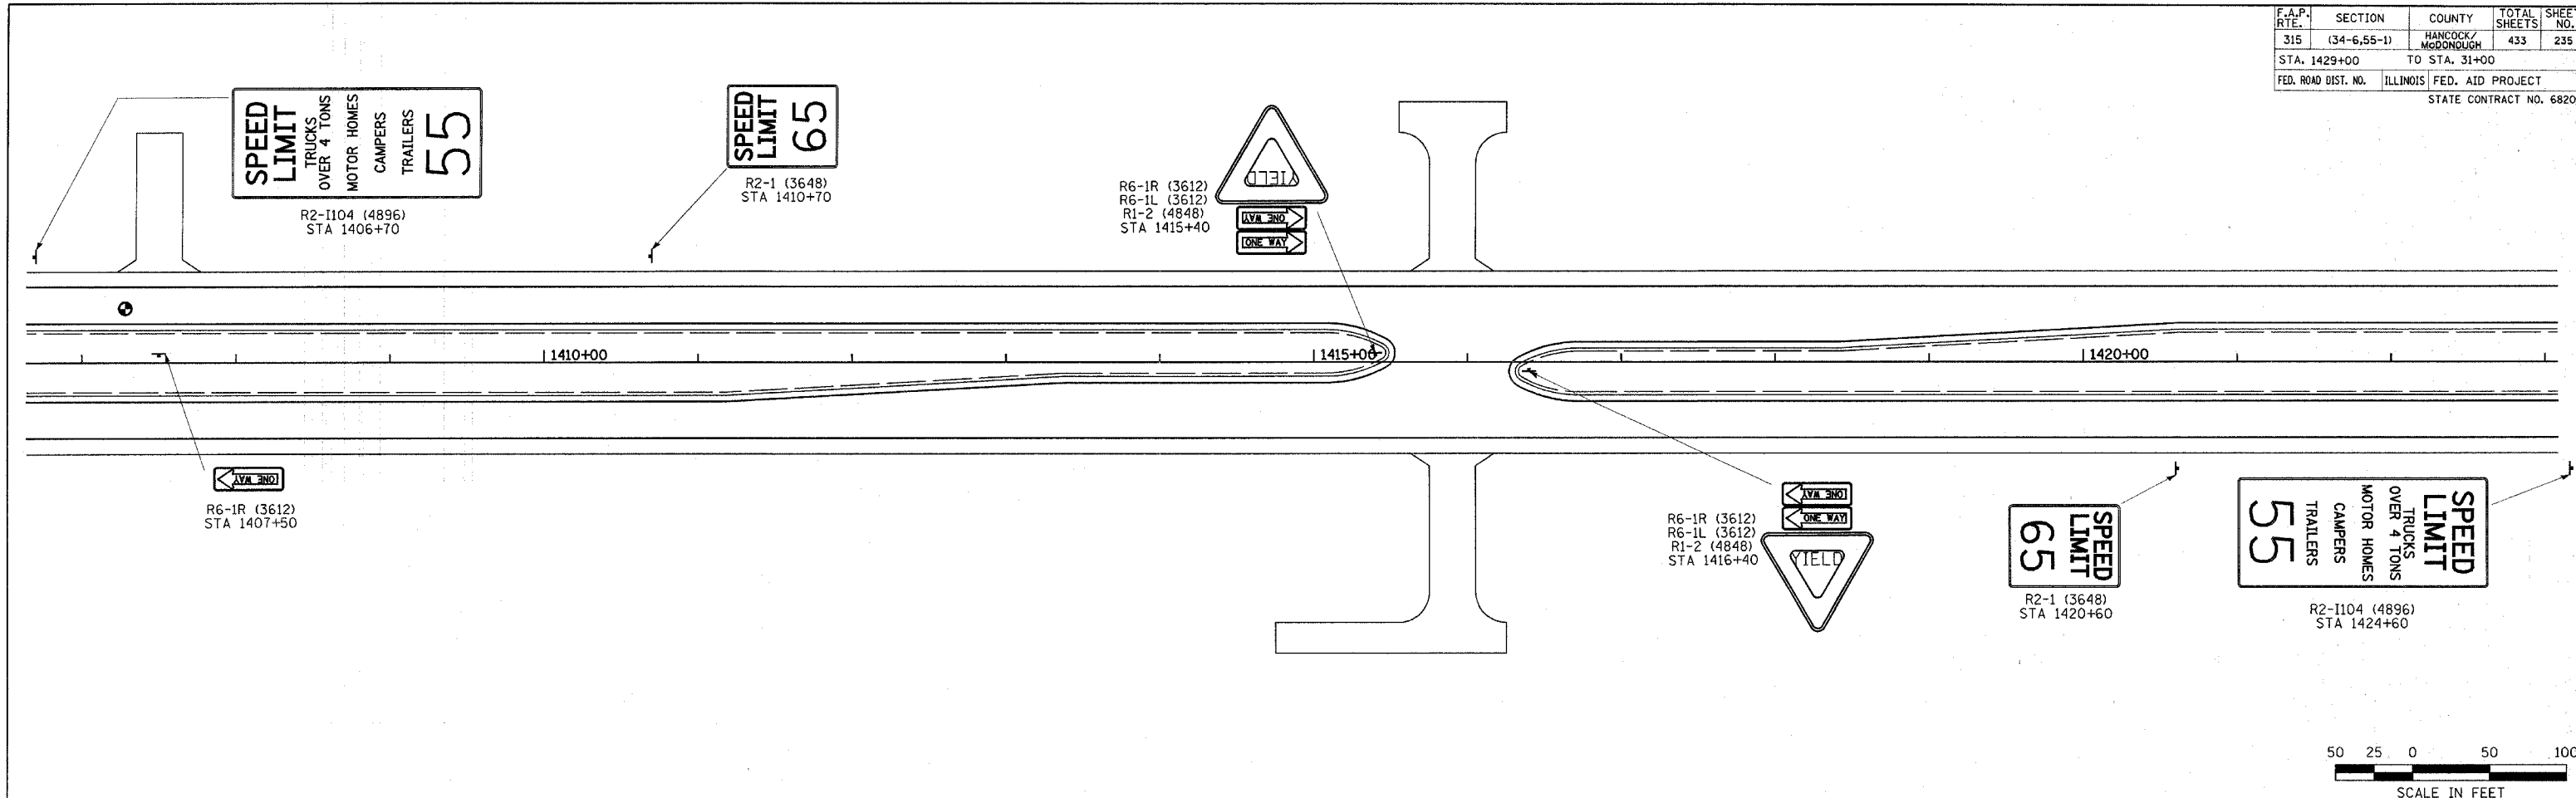 F.A.P. RTE. SECTION COUNTY TOTAL SHEETS SHEET NO.
315 (34-6,55-1) HANCOCK/ McDONOUGH 433 235
STA. 1429+00 TO STA. 31+00
FED. ROAD DIST. NO. ILLINOIS FED. AID PROJECT
STATE CONTRACT NO. 6820
SPEED
LIMIT
TRUCKS
OVER 4 TONS
MOTOR HOMES
CAMPERS
TRAILERS
55
R2-I104 (4896)
STA 1406+70
SPEED
LIMIT
65
R2-1 (3648)
STA 1410+70
YIELD
ONE WAY
ONE WAY
R6-1R (3612)
R6-1L (3612)
R1-2 (4848)
STA 1415+40
1410+00
1415+00
1420+00
ONE WAY
R6-1R (3612)
STA 1407+50
ONE WAY
ONE WAY
YIELD
R6-1R (3612)
R6-1L (3612)
R1-2 (4848)
STA 1416+40
SPEED
LIMIT
65
R2-1 (3648)
STA 1420+60
SPEED
LIMIT
TRUCKS
OVER 4 TONS
MOTOR HOMES
CAMPERS
TRAILERS
55
R2-I104 (4896)
STA 1424+60
50 25 0 50 100
SCALE IN FEET